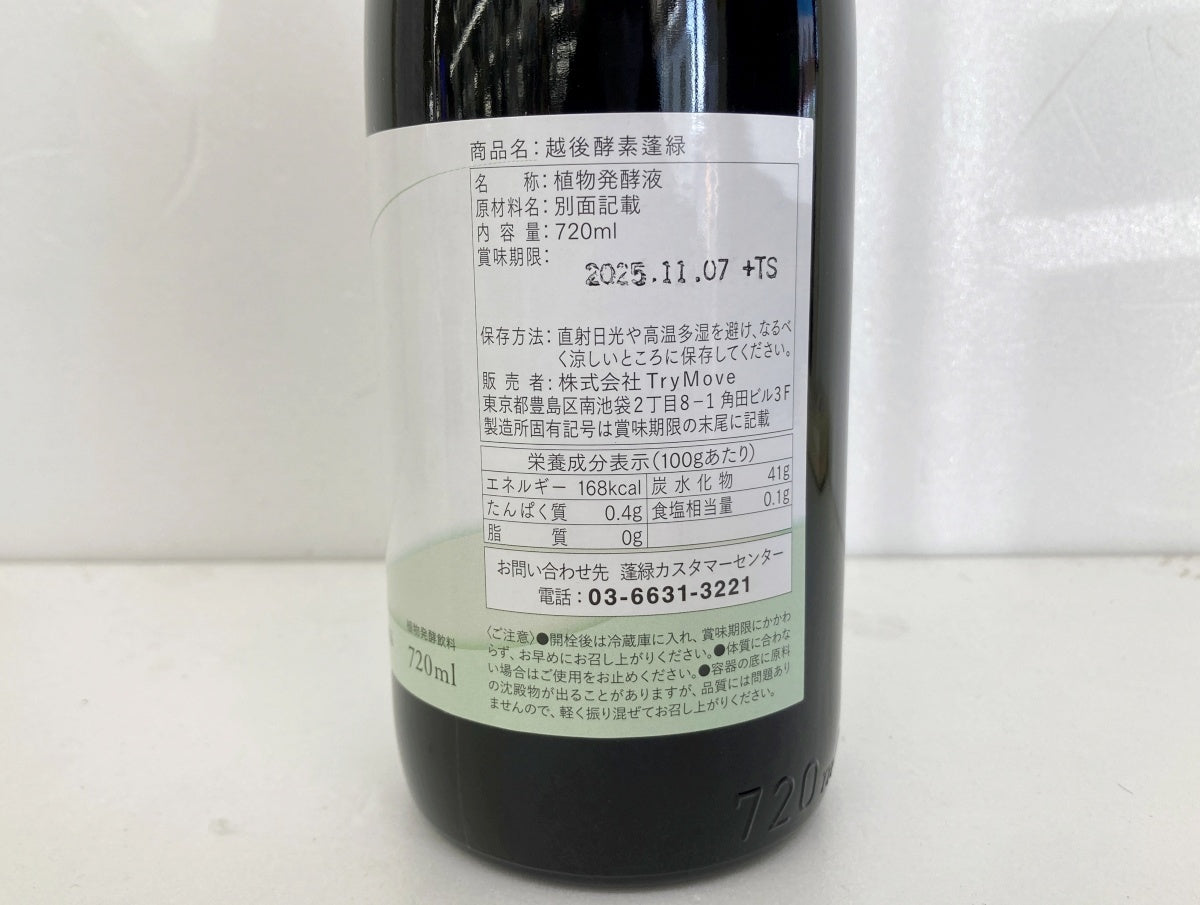 商品名：越後酵素蓬緑
名　　称：植物発酵液
原材料名：別面記載
内 容 量：720ml
賞味期限：
2025.11.07 +TS
保存方法：直射日光や高温多湿を避け、なるべ
く涼しいところに保存してください。
販 売 者：株式会社TryMove
東京都豊島区南池袋2丁目8－1 角田ビル3F
製造所固有記号は賞味期限の末尾に記載
栄養成分表示(100gあたり)
エネルギー 168kcal 炭水化物 41g
たんぱく質 0.4g 食塩相当量 0.1g
脂　　質 0g
お問い合わせ先 蓬緑カスタマーセンター
電話：03-6631-3221
〈ご注意〉●開栓後は冷蔵庫に入れ、賞味期限にかかわ
らず、お早めにお召し上がりください。●体質に合わな
い場合はご使用をお止めください。●容器の底に原料
の沈殿物が出ることがありますが、品質には問題あり
ませんので、軽く振り混ぜてお召し上がりください。
植物発酵飲料
720ml
720